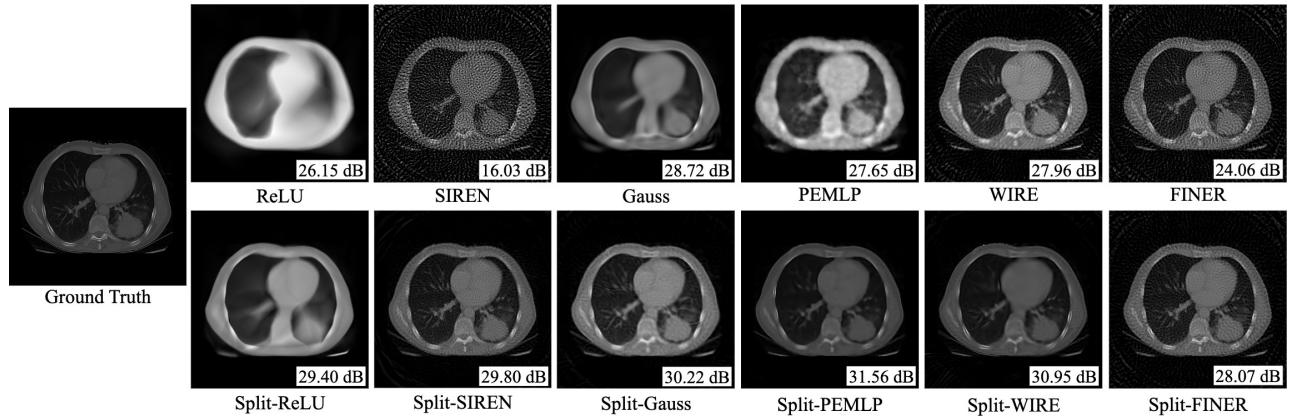 26.15 dB
16.03 dB
28.72 dB
27.65 dB
27.96 dB
24.06 dB
ReLU
SIREN
Gauss
PEMLP
WIRE
FINER
Ground Truth
29.40 dB
29.80 dB
30.22 dB
31.56 dB
30.95 dB
28.07 dB
Split-ReLU
Split-SIREN
Split-Gauss
Split-PEMLP
Split-WIRE
Split-FINER